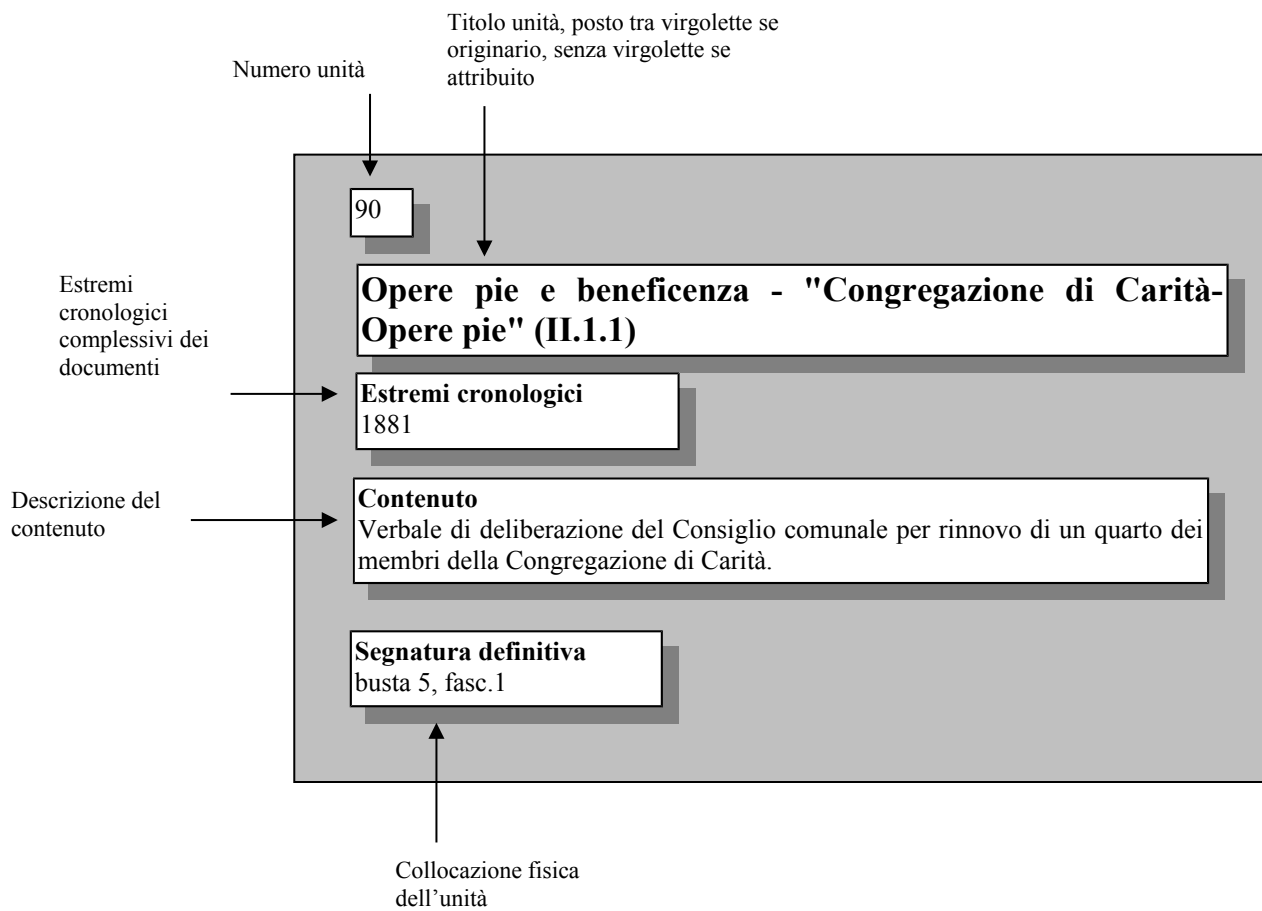 Titolo unità, posto tra virgolette se
originario, senza virgolette se
attribuito
Numero unità
90
Opere pie e beneficenza - "Congregazione di Carità-
Opere pie" (II.1.1)
Estremi
cronologici
complessivi dei
documenti
Estremi cronologici
1881
Descrizione del
contenuto
Contenuto
Verbale di deliberazione del Consiglio comunale per rinnovo di un quarto dei
membri della Congregazione di Carità.
Segnatura definitiva
busta 5, fasc.1
Collocazione fisica
dell’unità